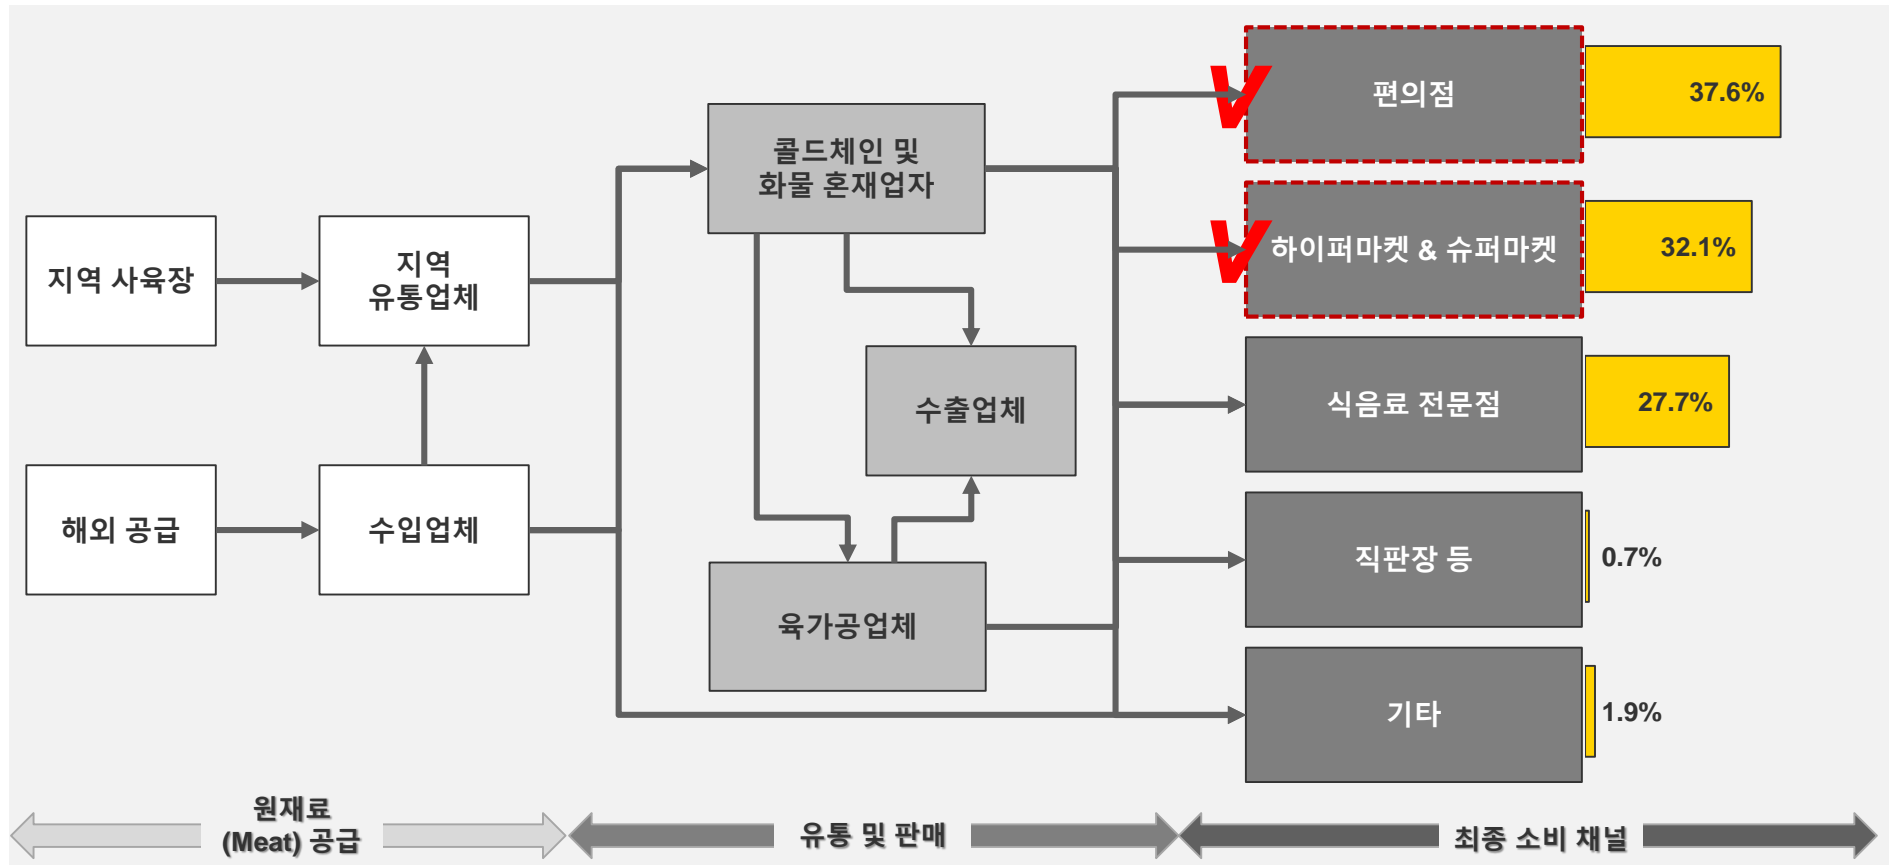 지역 사육장
해외 공급
지역
유통업체
수입업체
콜드체인 및
화물 혼재업자
수출업체
육가공업체
편의점
37.6%
하이퍼마켓 & 슈퍼마켓
32.1%
식음료 전문점
27.7%
직판장 등
0.7%
기타
1.9%
원재료
(Meat) 공급
유통 및 판매
최종 소비 채널